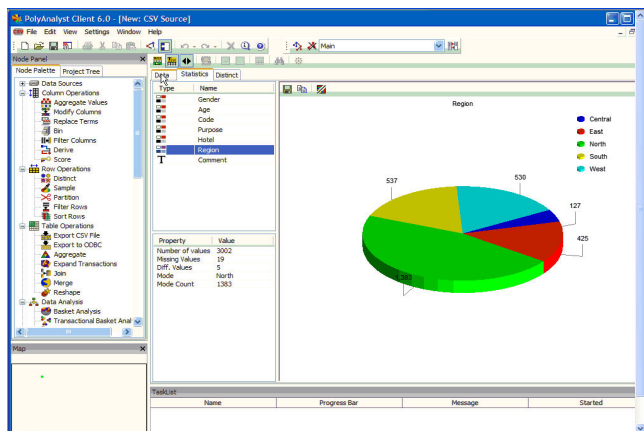 PolyAnalyst Client 6.0 - [New: CSV Source]
File Edit View Settings Window Help
Main
Node Panel
Node Palette Project Tree
Data Sources
Column Operations
Aggregate Values
Modify Columns
Replace Terms
Bin
Filter Columns
Derive
Score
Row Operations
Distinct
Sample
Partition
Filter Rows
Sort Rows
Table Operations
Export CSV File
Export to ODBC
Aggregate
Expand Transactions
Join
Merge
Reshape
Data Analysis
Basket Analysis
Transactional Basket Anal
Map
Data Statistics Distinct
Type Name
Gender
Age
Code
Purpose
Hotel
Region
T Comment
Property Value
Number of values 3002
Missing Values 19
Diff. Values 5
Mode North
Mode Count 1383
Region
Central
East
North
South
West
537
530
127
425
1,383
TaskList
Name Progress Bar Message Started